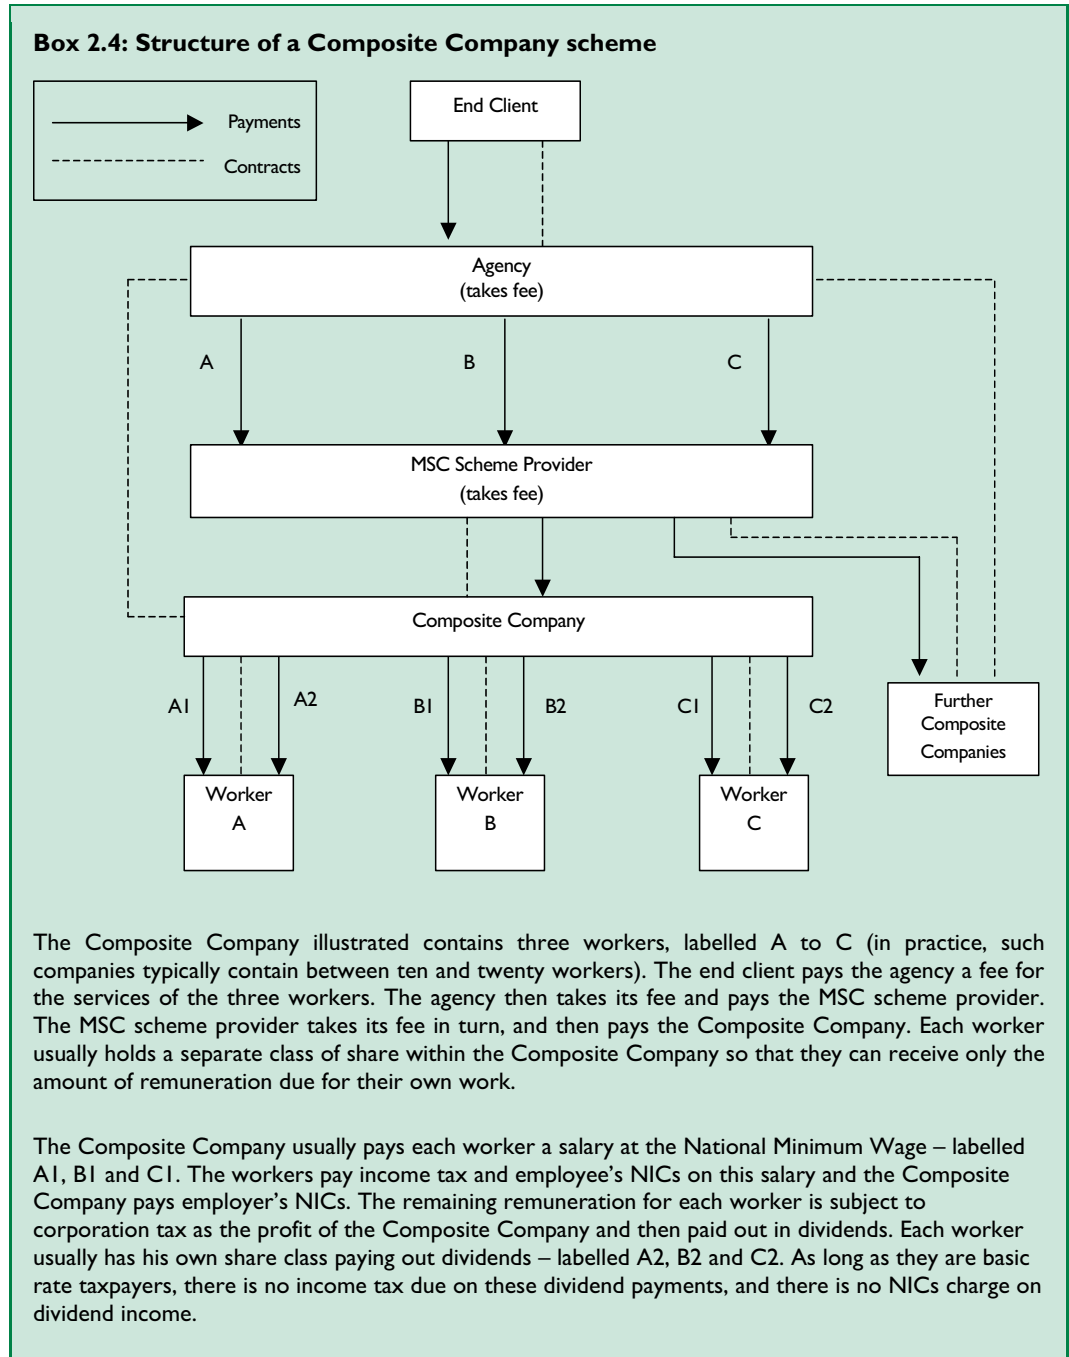 Box 2.4: Structure of a Composite Company scheme
Payments
Contracts
End Client
Agency
(takes fee)
A
B
C
MSC Scheme Provider
(takes fee)
Composite Company
A1
A2
B1
B2
C1
C2
Further
Composite
Companies
Worker
A
Worker
B
Worker
C
The Composite Company illustrated contains three workers, labelled A to C (in practice, such
companies typically contain between ten and twenty workers). The end client pays the agency a fee for
the services of the three workers. The agency then takes its fee and pays the MSC scheme provider.
The MSC scheme provider takes its fee in turn, and then pays the Composite Company. Each worker
usually holds a separate class of share within the Composite Company so that they can receive only the
amount of remuneration due for their own work.
The Composite Company usually pays each worker a salary at the National Minimum Wage – labelled
A1, B1 and C1. The workers pay income tax and employee's NICs on this salary and the Composite
Company pays employer's NICs. The remaining remuneration for each worker is subject to
corporation tax as the profit of the Composite Company and then paid out in dividends. Each worker
usually has his own share class paying out dividends – labelled A2, B2 and C2. As long as they are basic
rate taxpayers, there is no income tax due on these dividend payments, and there is no NICs charge on
dividend income.